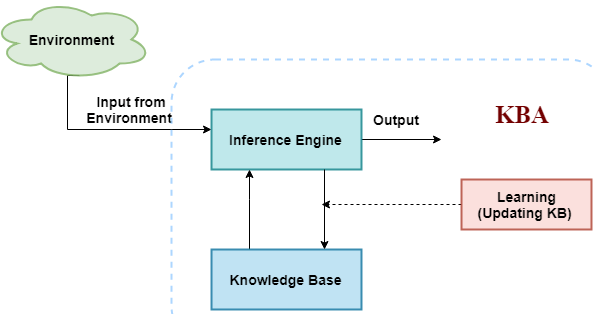 Environment
Input from
Environment
Inference Engine
Output
KBA
Learning
(Updating KB)
Knowledge Base